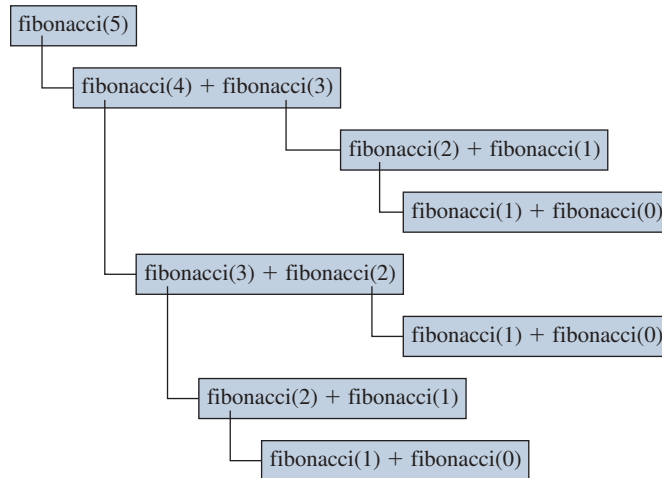 fibonacci(5)
fibonacci(4) + fibonacci(3)
fibonacci(2) + fibonacci(1)
fibonacci(1) + fibonacci(0)
fibonacci(3) + fibonacci(2)
fibonacci(1) + fibonacci(0)
fibonacci(2) + fibonacci(1)
fibonacci(1) + fibonacci(0)